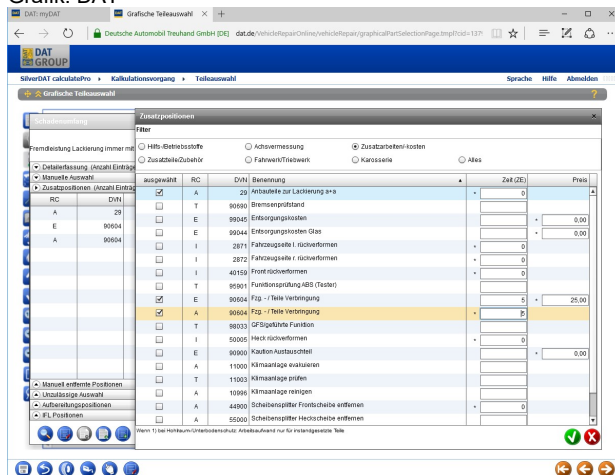 Grafik: DAT
DAT: myDAT
Grafische Teileauswahl
Deutsche Automobil Treuhand GmbH [DE] dat.de/VehicleRepairOnline/vehicleRepair/graphicalPartSelectionPage.tmpl?cid=137
DAT
GROUP
SilverDAT calculatePro Kalkulationsvorgang Teileauswahl Sprache Hilfe Abmelden
Grafische Teileauswahl ?
Schadenumfang
Fremdleistung Lackierung immer mit
Detailerfassung (Anzahl Einträge
Manuelle Auswahl
Zusatzpositionen (Anzahl Einträg
RC DVN
A 29
E 90604
A 90604
Manuell entfernte Positionen
Unzulässige Auswahl
Aufbereitungspositionen
IFL Positionen
Zusatzpositionen ×
Filter
Hilfs-/Betriebsstoffe Achsvermessung Zusatzarbeiten/-kosten
Zusatzteile/Zubehör Fahrwerk/Triebwerk Karosserie Alles
ausgewählt RC DVN Benennung Zeit (ZE) Preis
A 29 Anbauteile zur Lackierung a+a * 0
T 90690 Bremsenprüfstand
E 99045 Entsorgungskosten * 0,00
E 99044 Entsorgungskosten Glas * 0,00
I 2871 Fahrzeugseite l. rückverformen * 0
I 2872 Fahrzeugseite r. rückverformen * 0
I 40159 Front rückverformen * 0
T 95901 Funktionsprüfung ABS (Tester)
E 90604 Fzg. - / Teile Verbringung 5 * 25,00
A 90604 Fzg. - / Teile Verbringung * 5
T 98033 GFS/geführte Funktion
I 50005 Heck rückverformen * 0
E 90900 Kaution Austauschteil * 0,00
A 11000 Klimaanlage evakuieren
T 11003 Klimaanlage prüfen
A 10996 Klimaanlage reinigen
A 44900 Scheibensplitter Frontscheibe entfernen * 0
A 55000 Scheibensplitter Heckscheibe entfernen
Wenn 1) bei Hohlraum-/Unterbodenschutz: Arbeitsaufwand nur für instandgesetzte Teile.